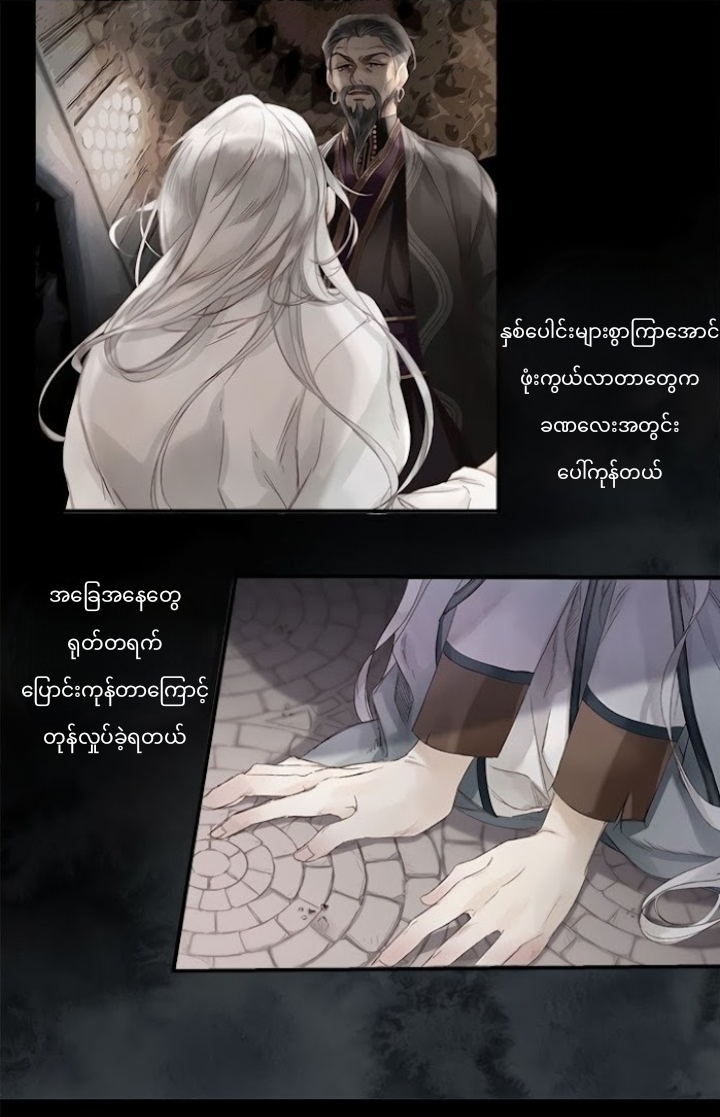 နှစ်ပေါင်းများစွာကြာအောင်
ဖုံးကွယ်လာတာတွေက
ခဏလေးအတွင်း
ပေါ်ကုန်တယ်
အခြေအနေတွေ
ရုတ်တရက်
ပြောင်းကုန်တာကြောင့်
တုန်လှုပ်ခဲ့ရတယ်